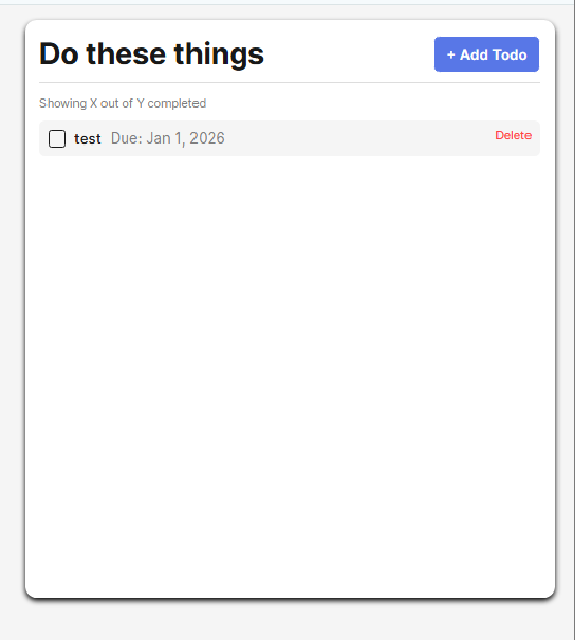 Do these things
+ Add Todo
Showing X out of Y completed
test Due: Jan 1, 2026
Delete